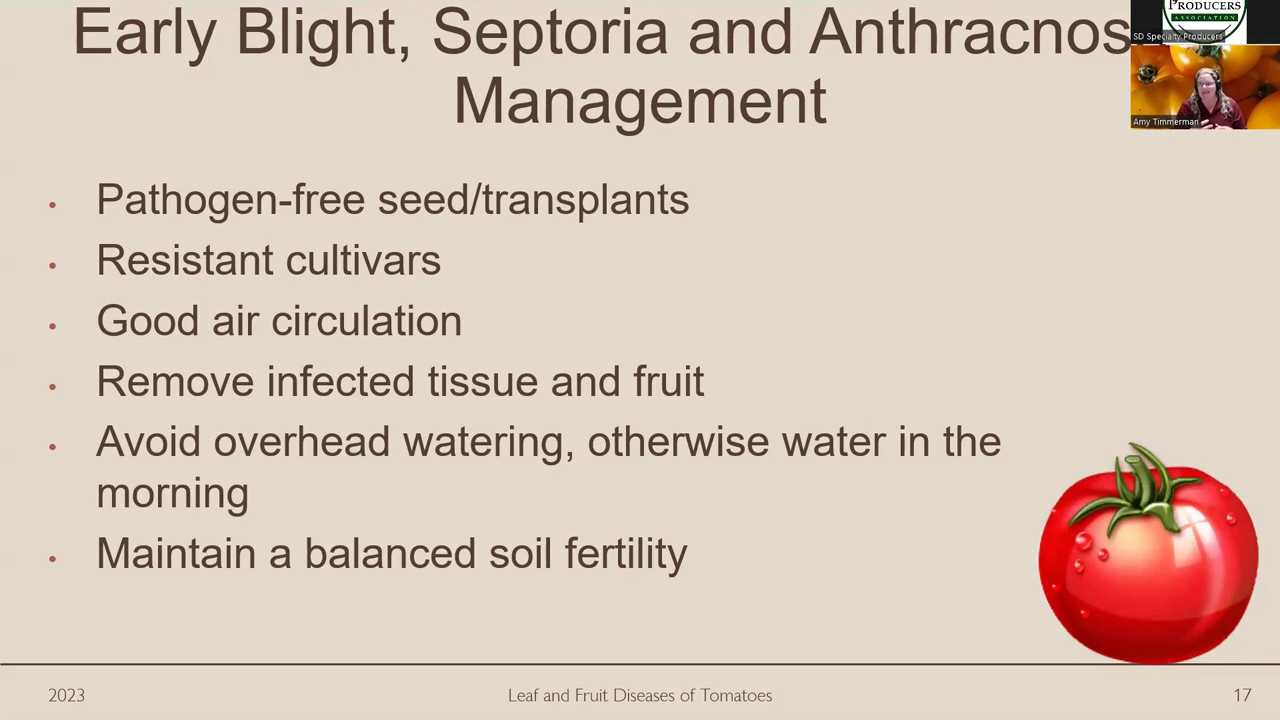 Early Blight, Septoria and Anthracnos
Management
PRODUCERS
ASSOCIATION
SD Specialty Producers
Amy Timmerman
• Pathogen-free seed/transplants
• Resistant cultivars
• Good air circulation
• Remove infected tissue and fruit
• Avoid overhead watering, otherwise water in the
morning
• Maintain a balanced soil fertility
2023
Leaf and Fruit Diseases of Tomatoes
17